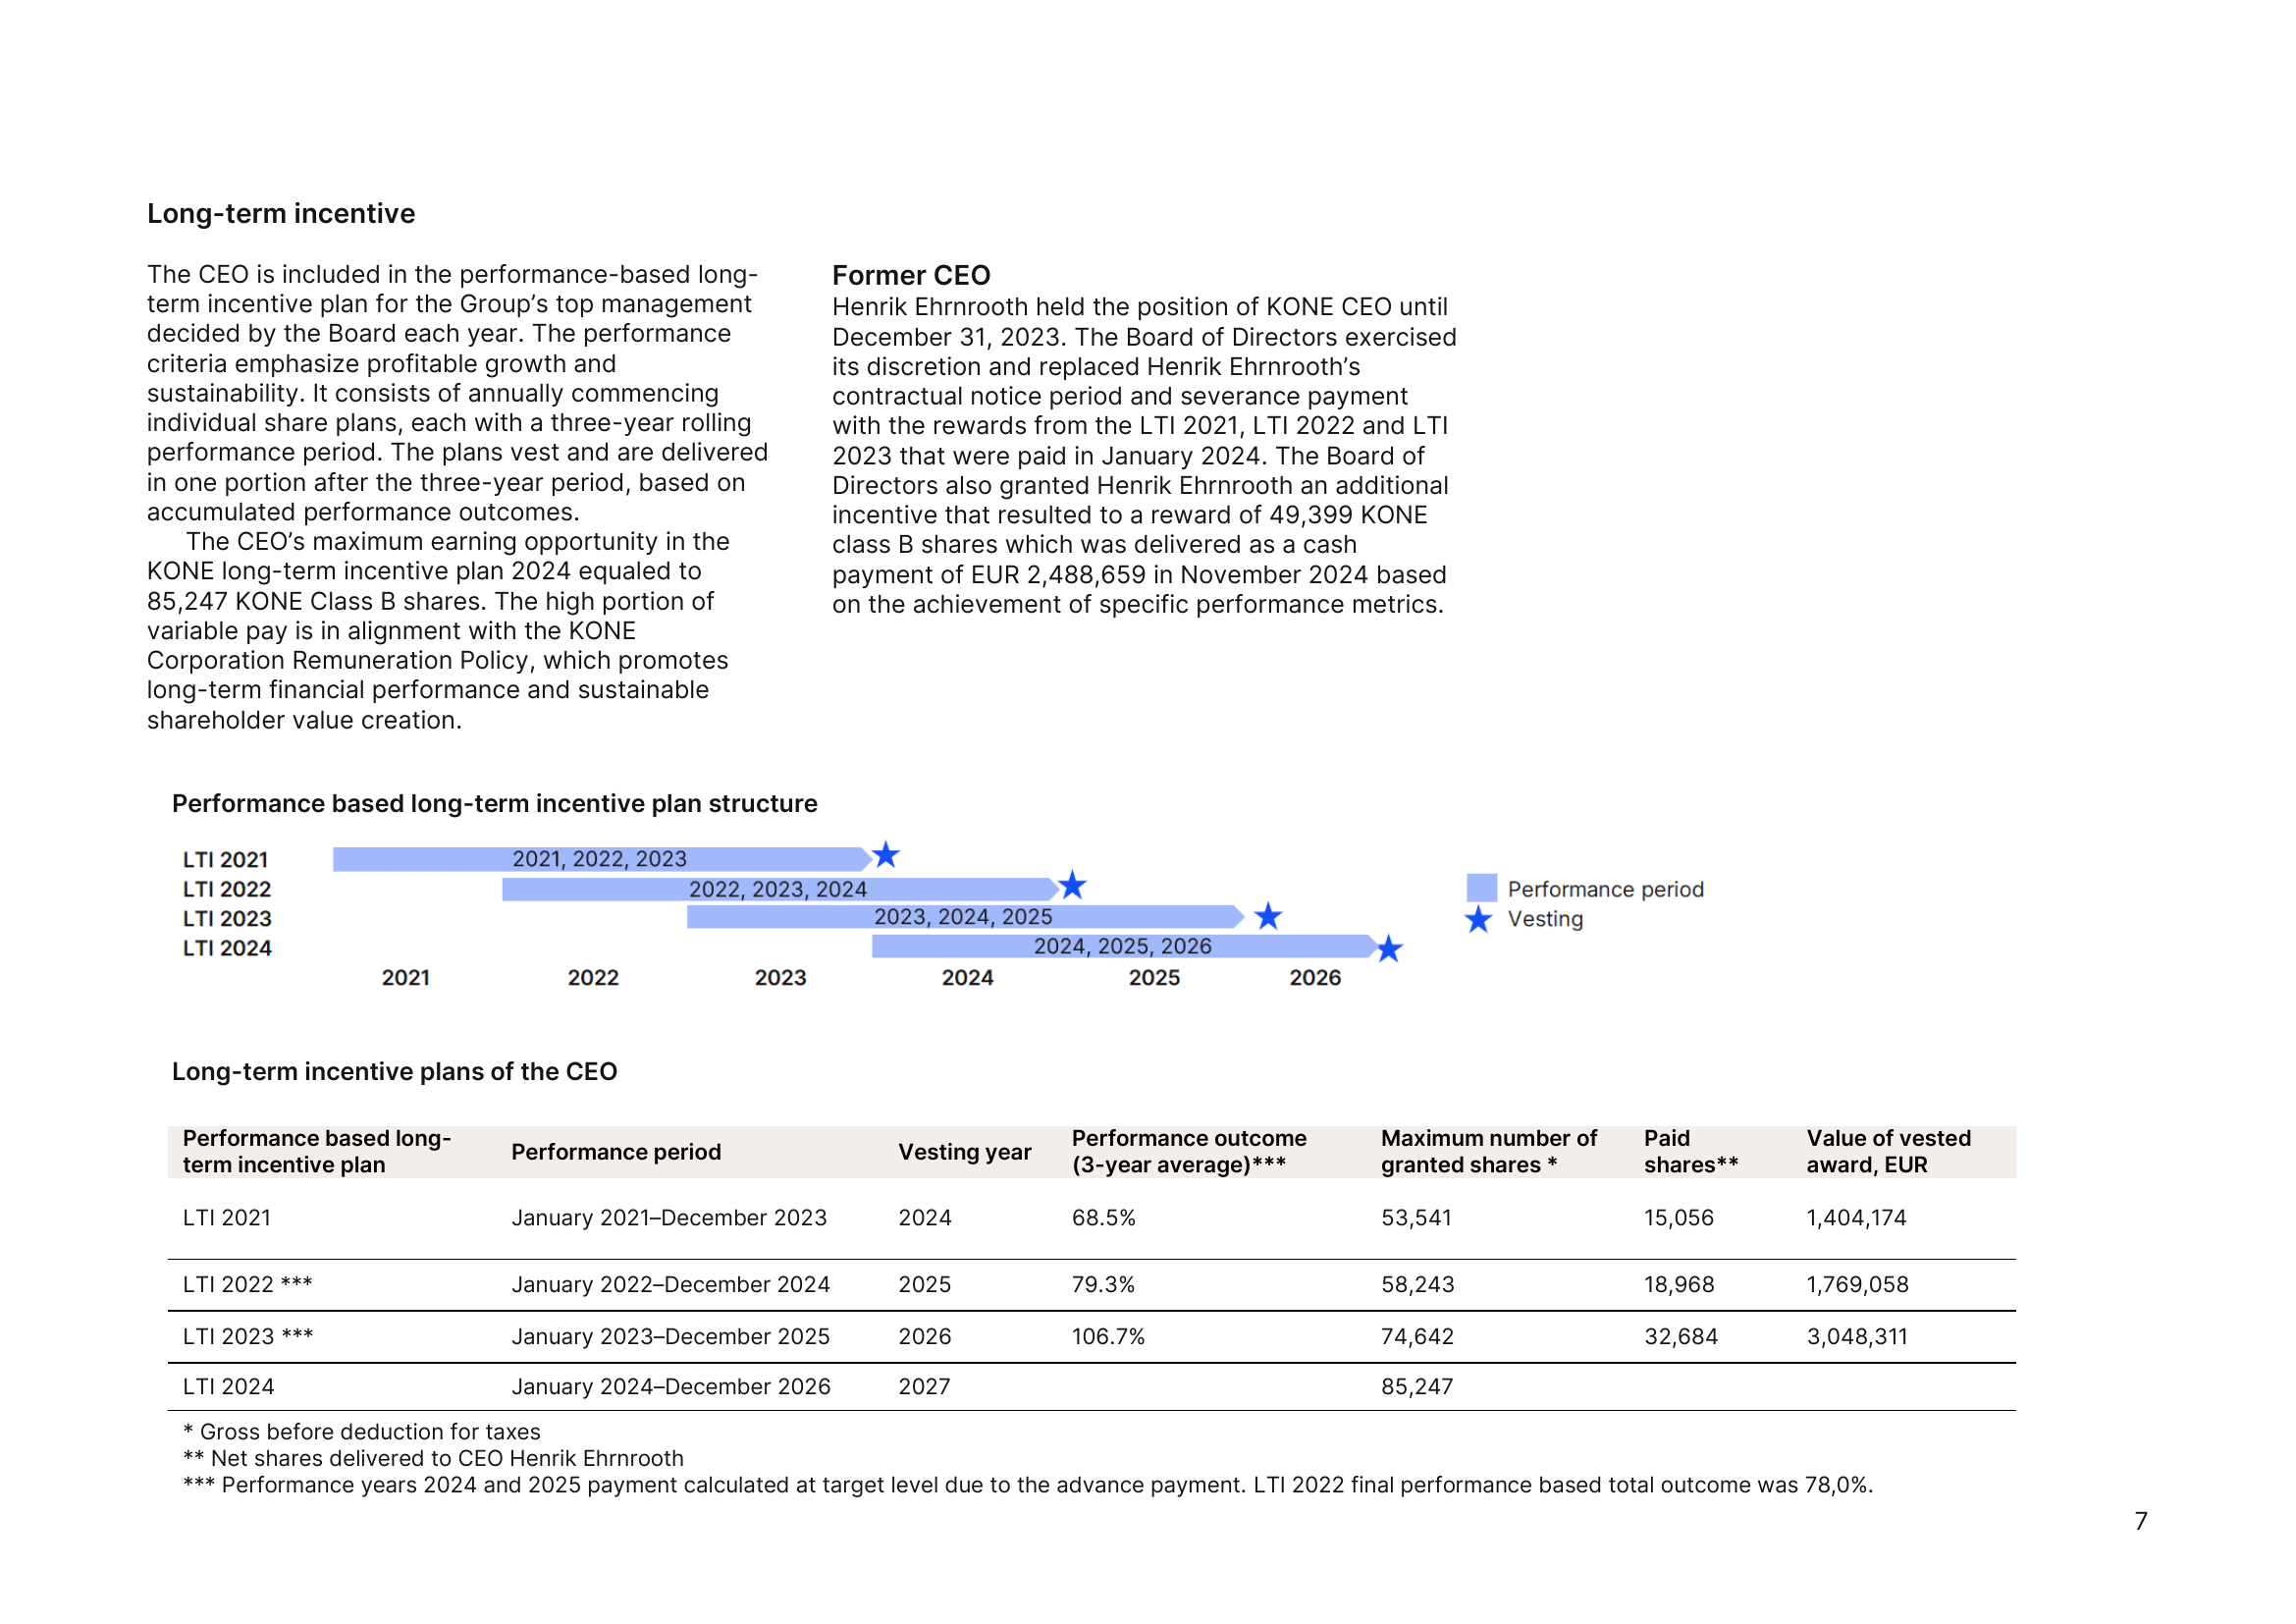 Long-term incentive
The CEO is included in the performance-based long-
term incentive plan for the Group’s top management
decided by the Board each year. The performance
criteria emphasize profitable growth and
sustainability. It consists of annually commencing
individual share plans, each with a three-year rolling
performance period. The plans vest and are delivered
in one portion after the three-year period, based on
accumulated performance outcomes.
The CEO’s maximum earning opportunity in the
KONE long-term incentive plan 2024 equaled to
85,247 KONE Class B shares. The high portion of
variable pay is in alignment with the KONE
Corporation Remuneration Policy, which promotes
long-term financial performance and sustainable
shareholder value creation.
Former CEO
Henrik Ehrnrooth held the position of KONE CEO until
December 31, 2023. The Board of Directors exercised
its discretion and replaced Henrik Ehrnrooth’s
contractual notice period and severance payment
with the rewards from the LTI 2021, LTI 2022 and LTI
2023 that were paid in January 2024. The Board of
Directors also granted Henrik Ehrnrooth an additional
incentive that resulted to a reward of 49,399 KONE
class B shares which was delivered as a cash
payment of EUR 2,488,659 in November 2024 based
on the achievement of specific performance metrics.
Performance based long-term incentive plan structure
LTI 2021 2021, 2022, 2023
LTI 2022 2022, 2023, 2024
LTI 2023 2023, 2024, 2025
LTI 2024 2024, 2025, 2026
2021 2022 2023 2024 2025 2026
Performance period
Vesting
Long-term incentive plans of the CEO
Performance based long-term incentive plan Performance period Vesting year Performance outcome (3-year average)*** Maximum number of granted shares * Paid shares** Value of vested award, EUR
LTI 2021 January 2021–December 2023 2024 68.5% 53,541 15,056 1,404,174
LTI 2022 *** January 2022–December 2024 2025 79.3% 58,243 18,968 1,769,058
LTI 2023 *** January 2023–December 2025 2026 106.7% 74,642 32,684 3,048,311
LTI 2024 January 2024–December 2026 2027 85,247
* Gross before deduction for taxes
** Net shares delivered to CEO Henrik Ehrnrooth
*** Performance years 2024 and 2025 payment calculated at target level due to the advance payment. LTI 2022 final performance based total outcome was 78,0%.
7